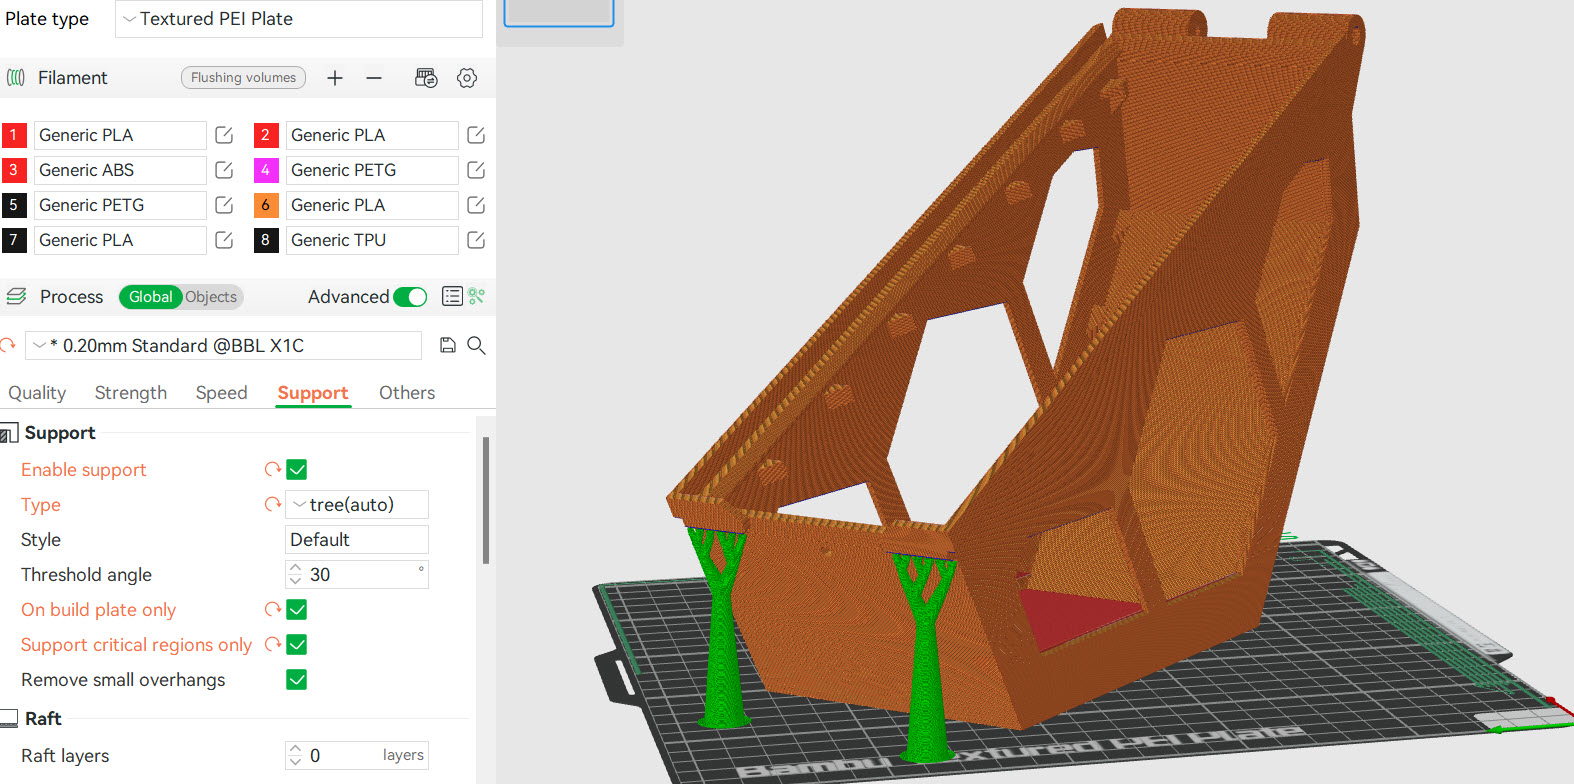 Plate type Textured PEI Plate
Filament Flushing volumes
1 Generic PLA 2 Generic PLA
3 Generic ABS 4 Generic PETG
5 Generic PETG 6 Generic PLA
7 Generic PLA 8 Generic TPU
Process Global Objects Advanced
* 0.20mm Standard @BBL X1C
Quality Strength Speed Support Others
Support
Enable support
Type tree(auto)
Style Default
Threshold angle 30 °
On build plate only
Support critical regions only
Remove small overhangs
Raft
Raft layers 0 layers
Bambu Textured PEI Plate